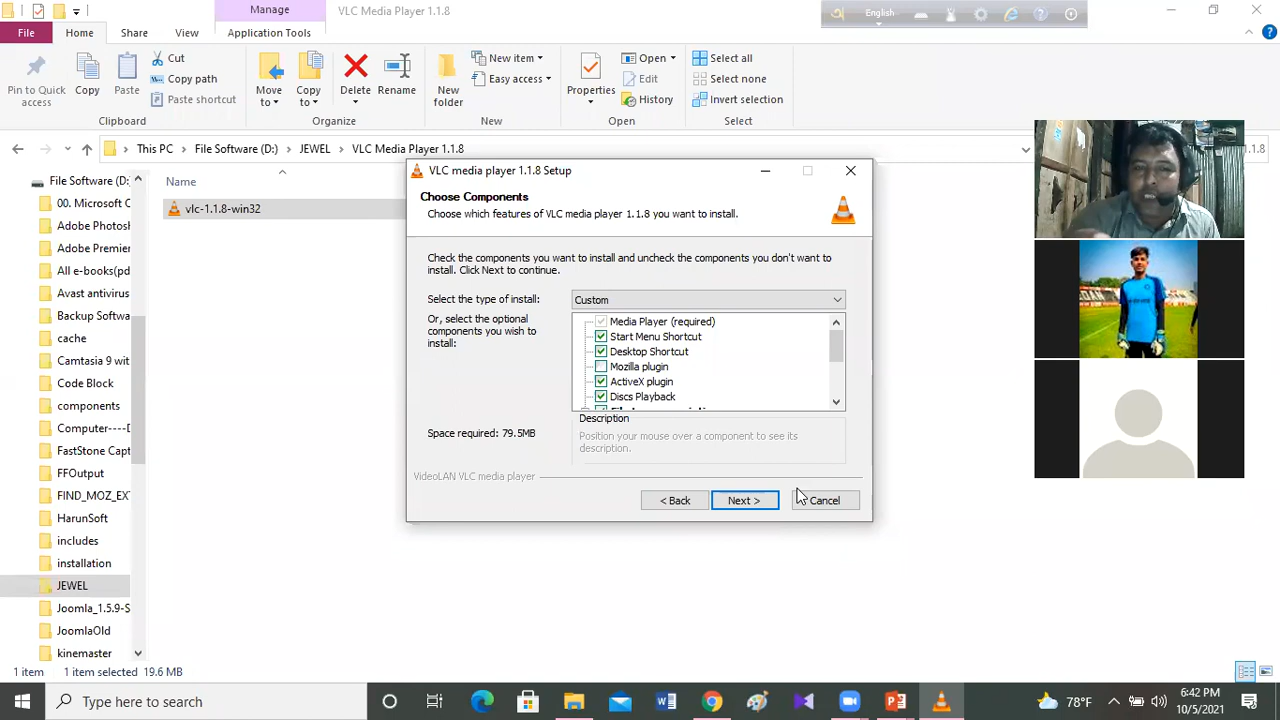 Manage
VLC Media Player 1.1.8
English
File
Home
Share
View
Application Tools
Pin to Quick
access
Copy
Paste
Cut
Copy path
Paste shortcut
Clipboard
Move
to
Copy
to
Delete
Rename
Organize
New
folder
New item
Easy access
New
Properties
Open
Edit
History
Open
Select all
Select none
Invert selection
Select
This PC
File Software (D:)
JEWEL
VLC Media Player 1.1.8
1.1.8
File Software (D:
00. Microsoft C
Adobe Photosh
Adobe Premier
All e-books(pd
Avast antivirus
Backup Softwa
cache
Camtasia 9 wit
Code Block
components
Computer----D
FastStone Capt
FFOutput
FIND_MOZ_EX
HarunSoft
includes
installation
JEWEL
Joomla_1.5.9-S
JoomlaOld
kinemaster
Name
vlc-1.1.8-win32
VLC media player 1.1.8 Setup
Choose Components
Choose which features of VLC media player 1.1.8 you want to install.
Check the components you want to install and uncheck the components you don't want to
install. Click Next to continue.
Select the type of install:
Custom
Or, select the optional
components you wish to
install:
Media Player (required)
Start Menu Shortcut
Desktop Shortcut
Mozilla plugin
ActiveX plugin
Discs Playback
Space required: 79.5MB
Description
Position your mouse over a component to see its
description.
VideoLAN VLC media player
< Back
Next >
Cancel
1 item
1 item selected
19.6 MB
Type here to search
78°F
6:42 PM
10/5/2021